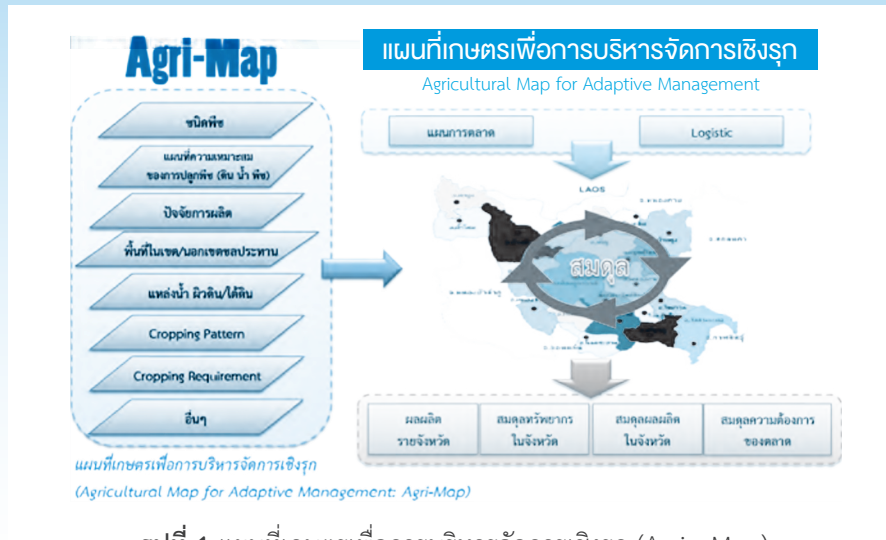 Agri-Map
แผนที่เกษตรเพื่อการบริหารจัดการเชิงรุก
Agricultural Map for Adaptive Management
ชนิดพืช
แผนที่ความเหมาะสม
ของการปลูกพืช (ดิน น้ำ พืช)
ปัจจัยการผลิต
พื้นที่ในเขต/นอกเขตชลประทาน
แหล่งน้ำ ผิวดิน/ใต้ดิน
Cropping Pattern
Cropping Requirement
อื่นๆ
แผนการตลาด
Logistic
LAOS
สมดุล
ผลผลิต
รายจังหวัด
สมดุลทรัพยากร
ในจังหวัด
สมดุลผลผลิต
ในจังหวัด
สมดุลความต้องการ
ของตลาด
แผนที่เกษตรเพื่อการบริหารจัดการเชิงรุก
(Agricultural Map for Adaptive Management: Agri-Map)